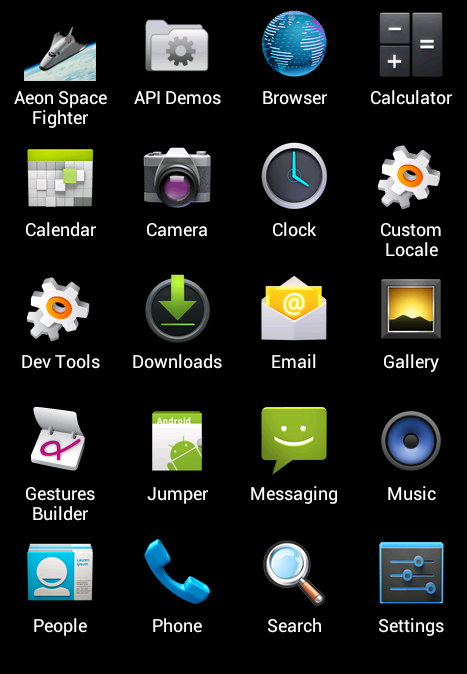 Aeon Space
Fighter
API Demos
Browser
Calculator
Calendar
Camera
Clock
Custom
Locale
Dev Tools
Downloads
@
Email
Gallery
Gestures
Builder
Android
Jumper
Messaging
Music
People
Phone
Search
Settings